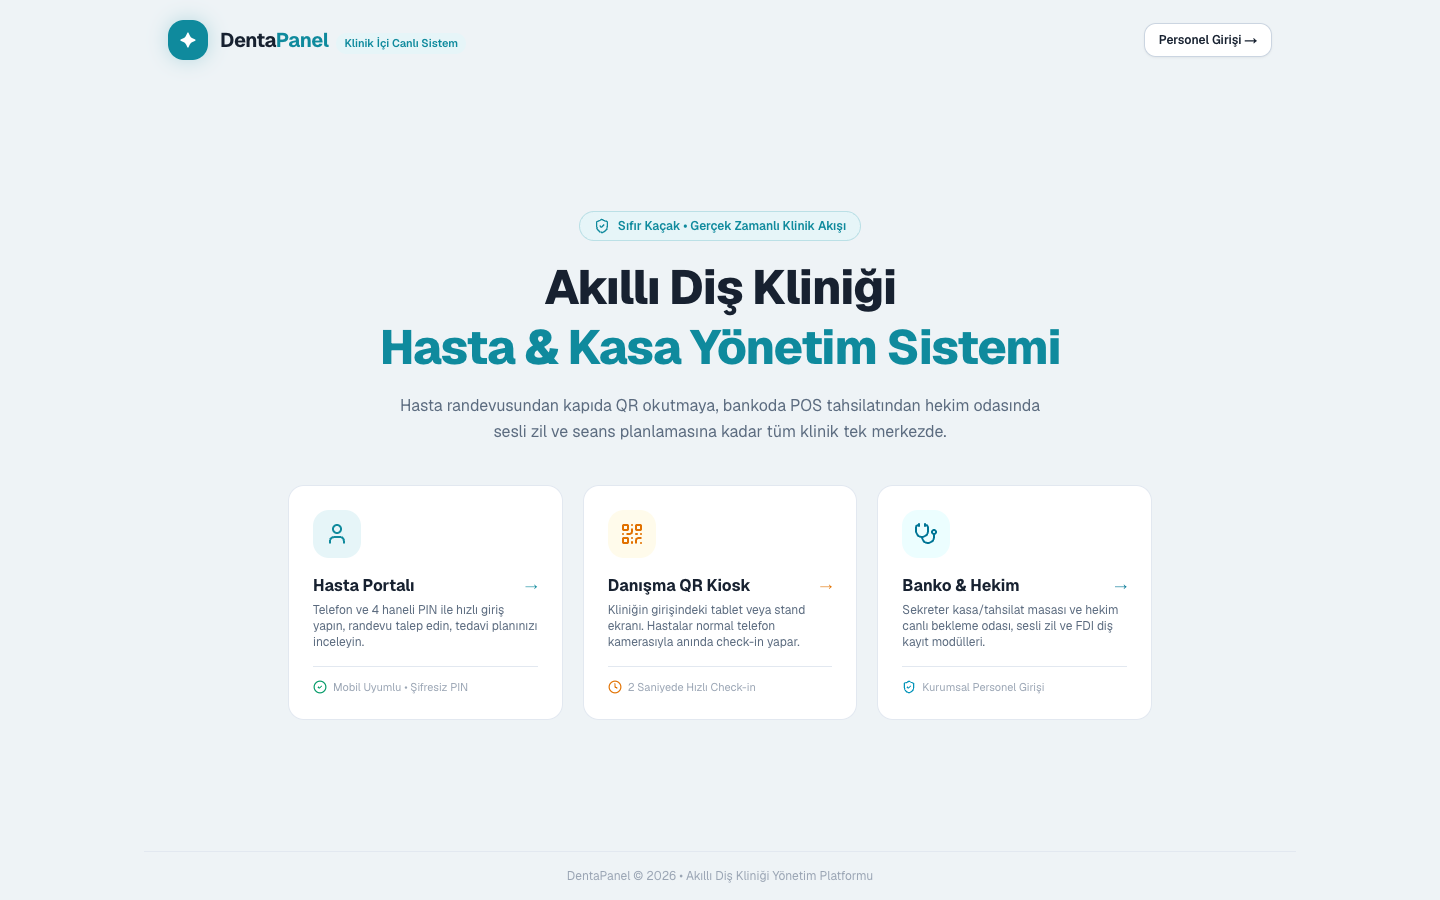 DentaPanel
Klinik İçi Canlı Sistem
Personel Girişi →
Sıfır Kaçak • Gerçek Zamanlı Klinik Akışı
Akıllı Diş Kliniği
Hasta & Kasa Yönetim Sistemi
Hasta randevusundan kapıda QR okutmaya, bankoda POS tahsilatından hekim odasında
sesli zil ve seans planlamasına kadar tüm klinik tek merkezde.
Hasta Portalı →
Telefon ve 4 haneli PIN ile hızlı giriş
yapın, randevu talep edin, tedavi planınızı
inceleyin.
Mobil Uyumlu • Şifresiz PIN
Danışma QR Kiosk →
Kliniğin girişindeki tablet veya stand
ekranı. Hastalar normal telefon
kamerasıyla anında check-in yapar.
2 Saniyede Hızlı Check-in
Banko & Hekim →
Sekreter kasa/tahsilat masası ve hekim
canlı bekleme odası, sesli zil ve FDI diş
kayıt modülleri.
Kurumsal Personel Girişi
DentaPanel © 2026 • Akıllı Diş Kliniği Yönetim Platformu